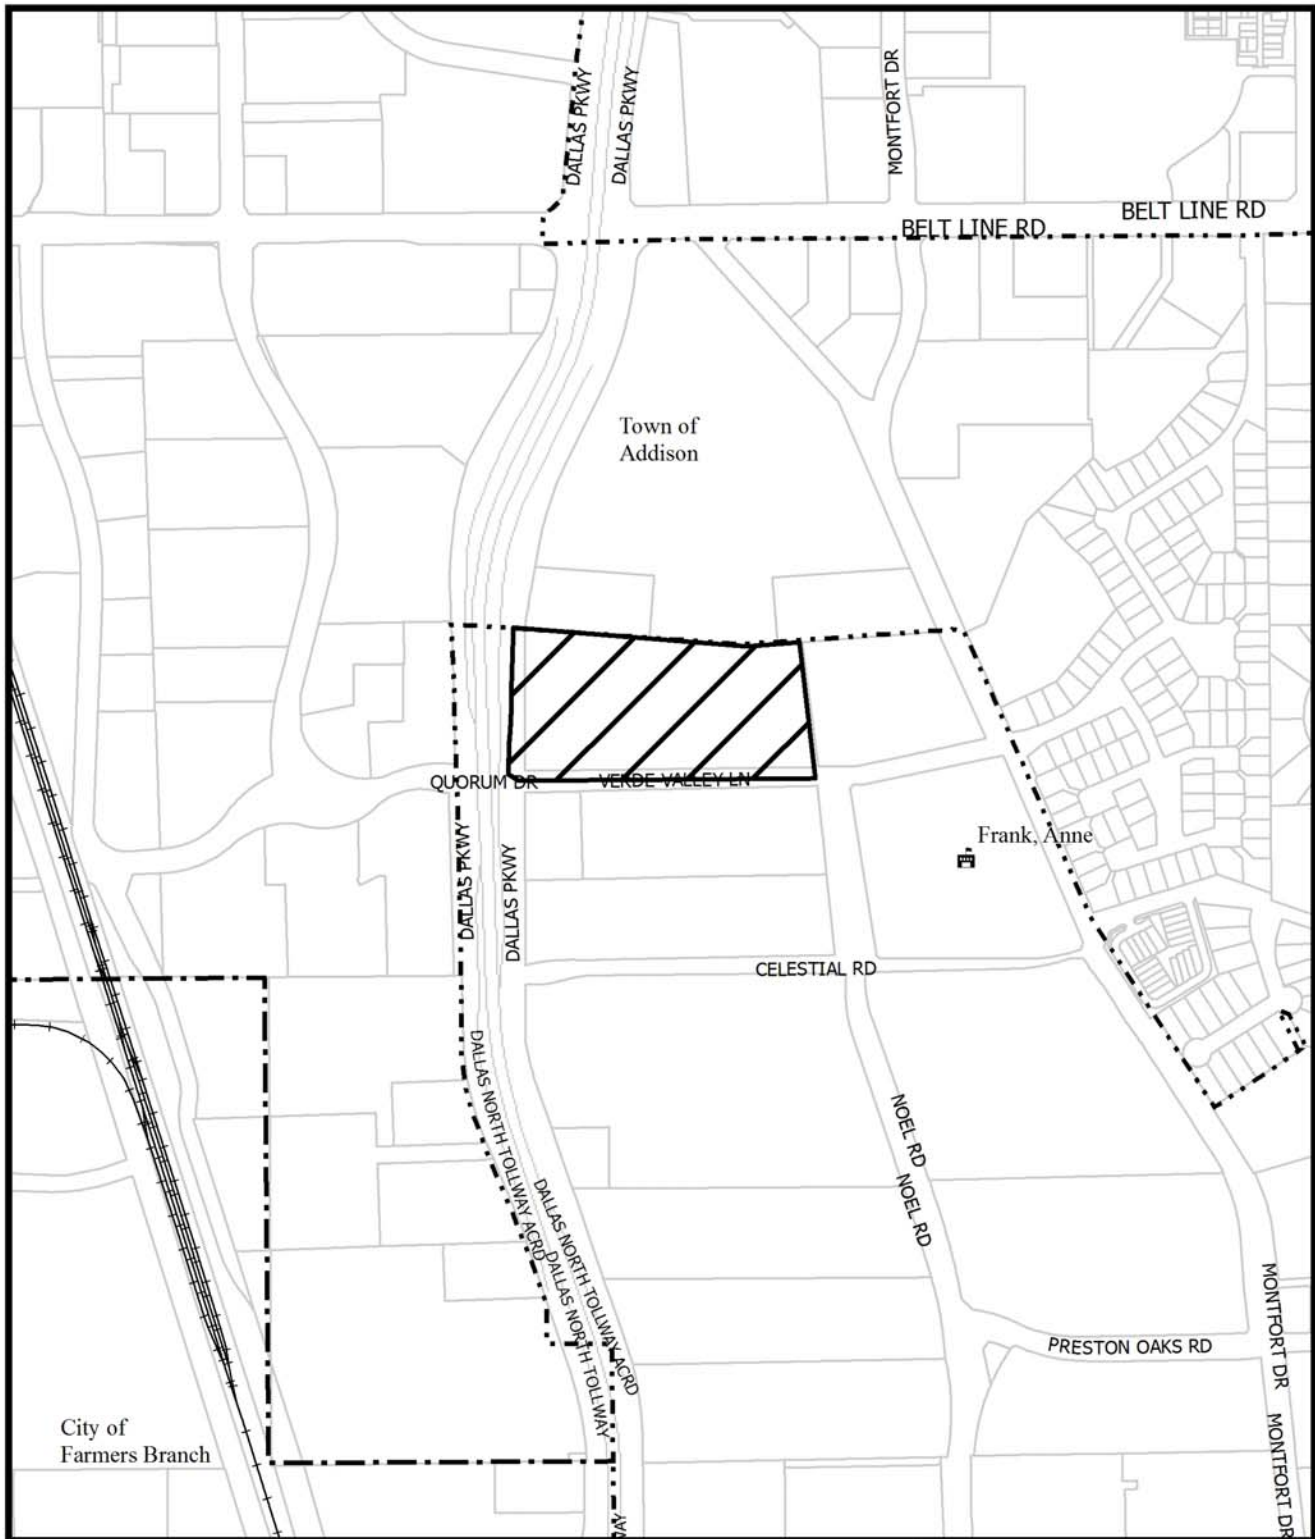 DALLAS PKWY
DALLAS PKWY
MONTFORT DR
BELT LINE RD
BELT LINE RD
Town of
Addison
QUORUM DR
VERDE VALLEY LN
Frank, Anne
DALLAS PKWY
DALLAS PKWY
CELESTIAL RD
DALLAS NORTH TOLLWAY ACRD
DALLAS NORTH TOLLWAY ACRD
DALLAS NORTH TOLLWAY
NOEL RD
NOEL RD
MONTFORT DR
PRESTON OAKS RD
City of
Farmers Branch
MONTFORT DR